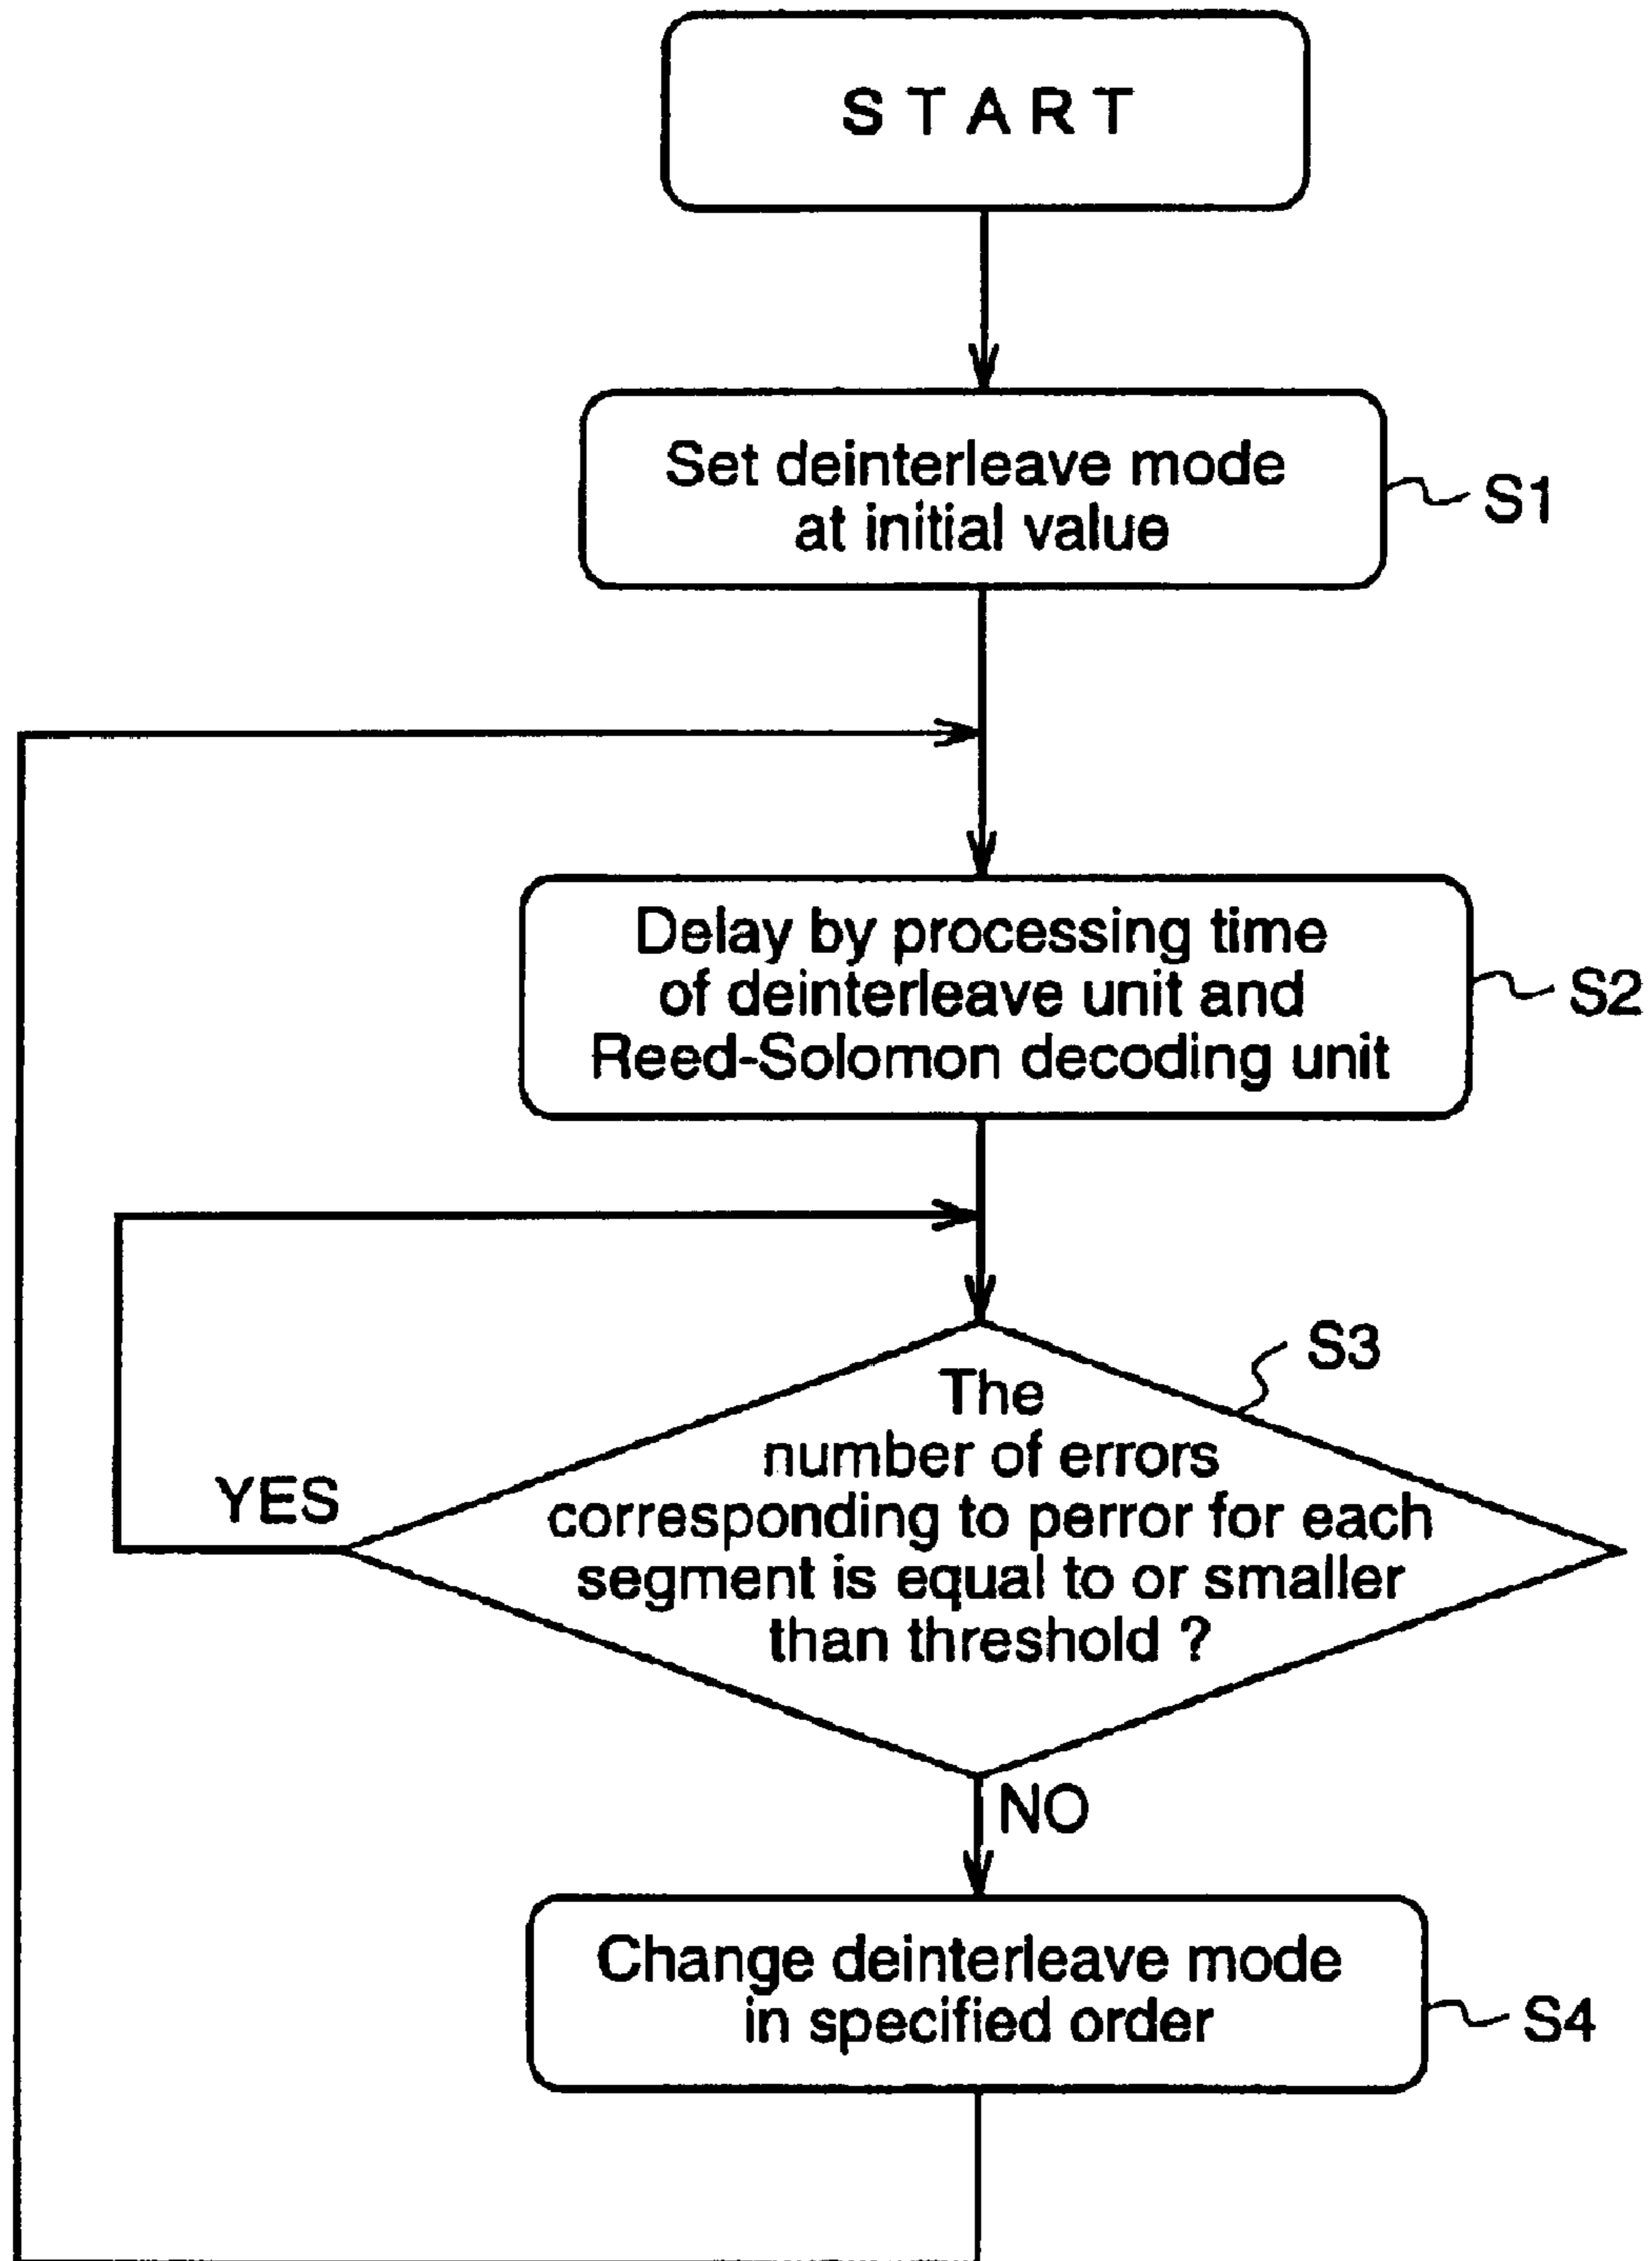 START
Set deinterleave mode
at initial value
S1
Delay by processing time
of deinterleave unit and
Reed-Solomon decoding unit
S2
S3
The
number of errors
corresponding to perror for each
segment is equal to or smaller
than threshold ?
YES
NO
Change deinterleave mode
in specified order
S4